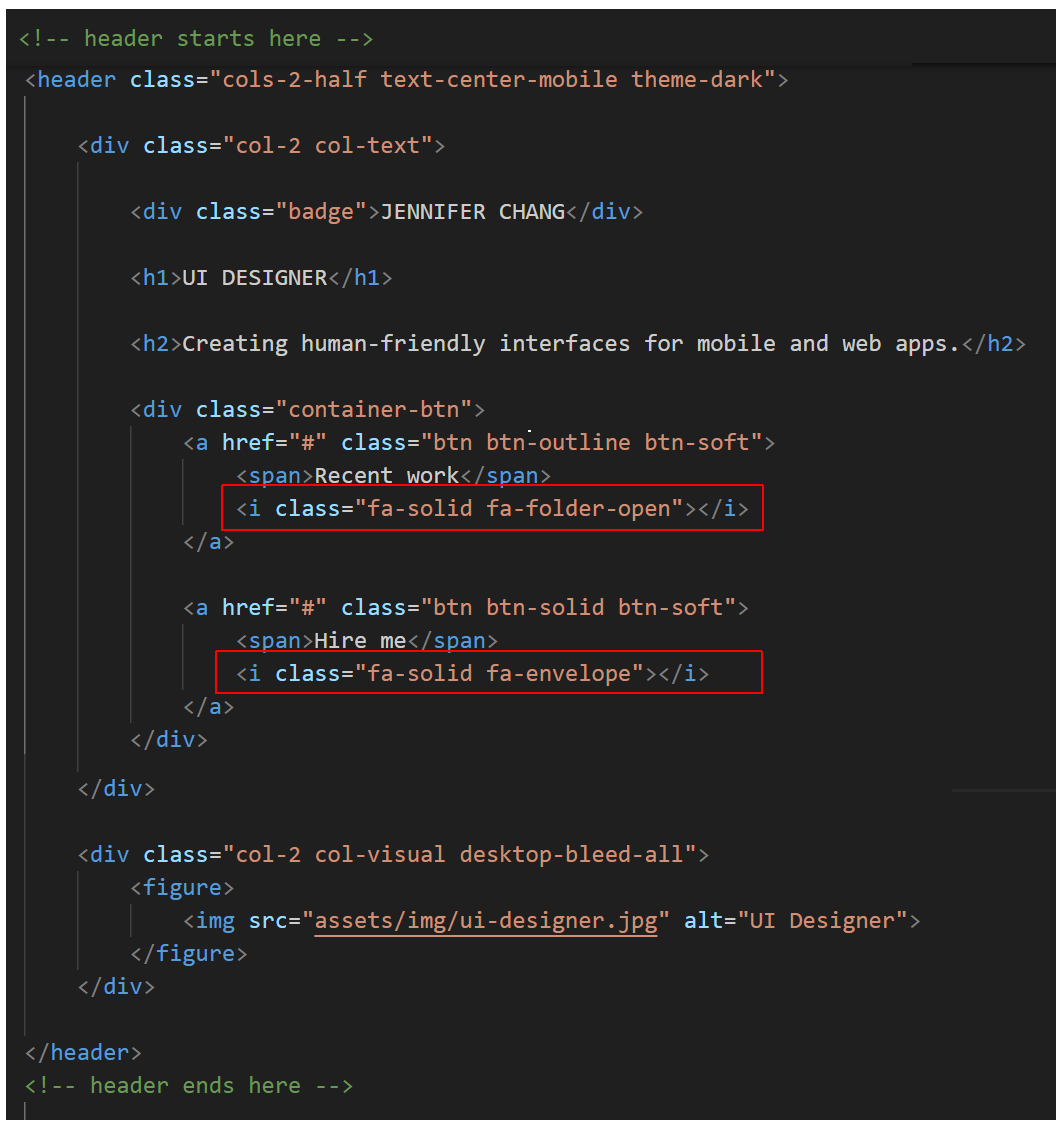 <!-- header starts here -->
<header class="cols-2-half text-center-mobile theme-dark">
<div class="col-2 col-text">
<div class="badge">JENNIFER CHANG</div>
<h1>UI DESIGNER</h1>
<h2>Creating human-friendly interfaces for mobile and web apps.</h2>
<div class="container-btn">
<a href="#" class="btn btn-outline btn-soft">
<span>Recent work</span>
<i class="fa-solid fa-folder-open"></i>
</a>
<a href="#" class="btn btn-solid btn-soft">
<span>Hire me</span>
<i class="fa-solid fa-envelope"></i>
</a>
</div>
</div>
<div class="col-2 col-visual desktop-bleed-all">
<figure>
<img src="assets/img/ui-designer.jpg" alt="UI Designer">
</figure>
</div>
</header>
<!-- header ends here -->